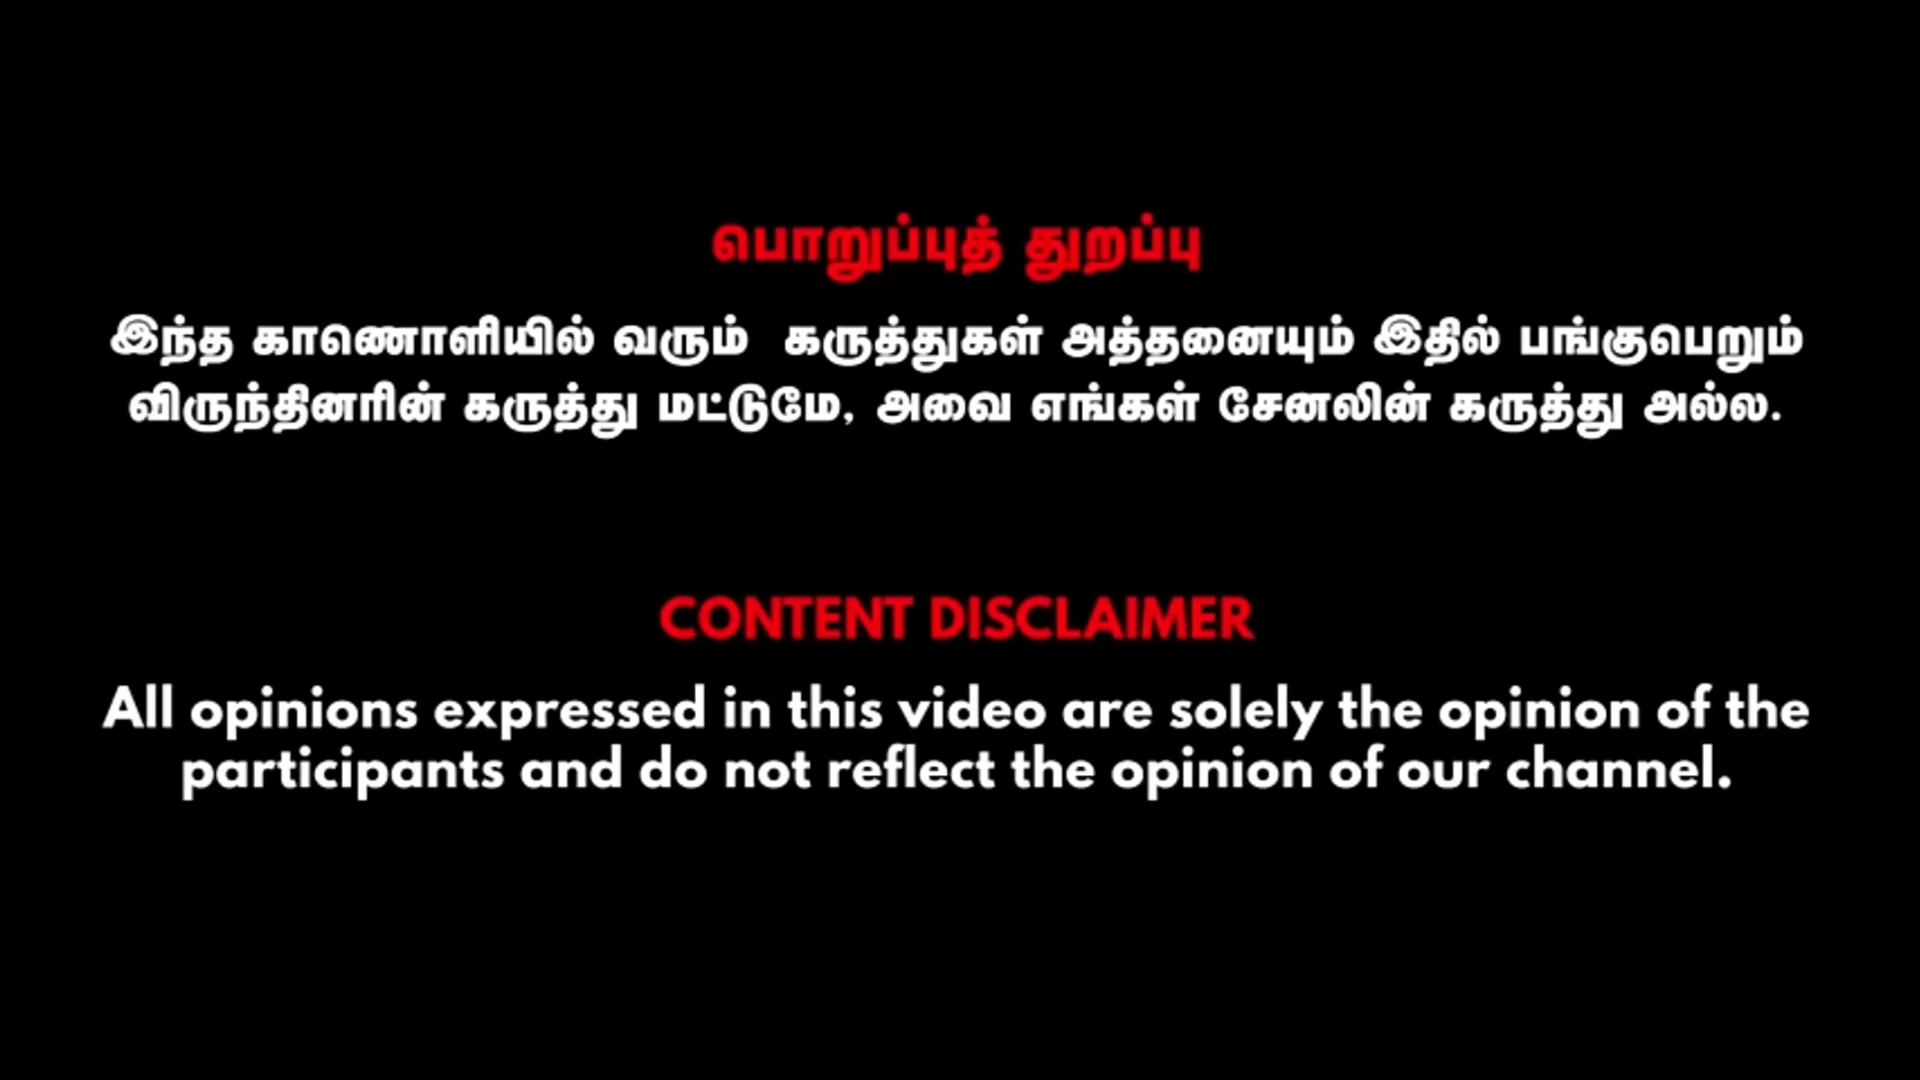 பொறுப்புத் துறப்பு
இந்த காணொளியில் வரும் கருத்துகள் அத்தனையும் இதில் பங்குபெறும்
விருந்தினரின் கருத்து மட்டுமே, அவை எங்கள் சேனலின் கருத்து அல்ல.
CONTENT DISCLAIMER
All opinions expressed in this video are solely the opinion of the
participants and do not reflect the opinion of our channel.